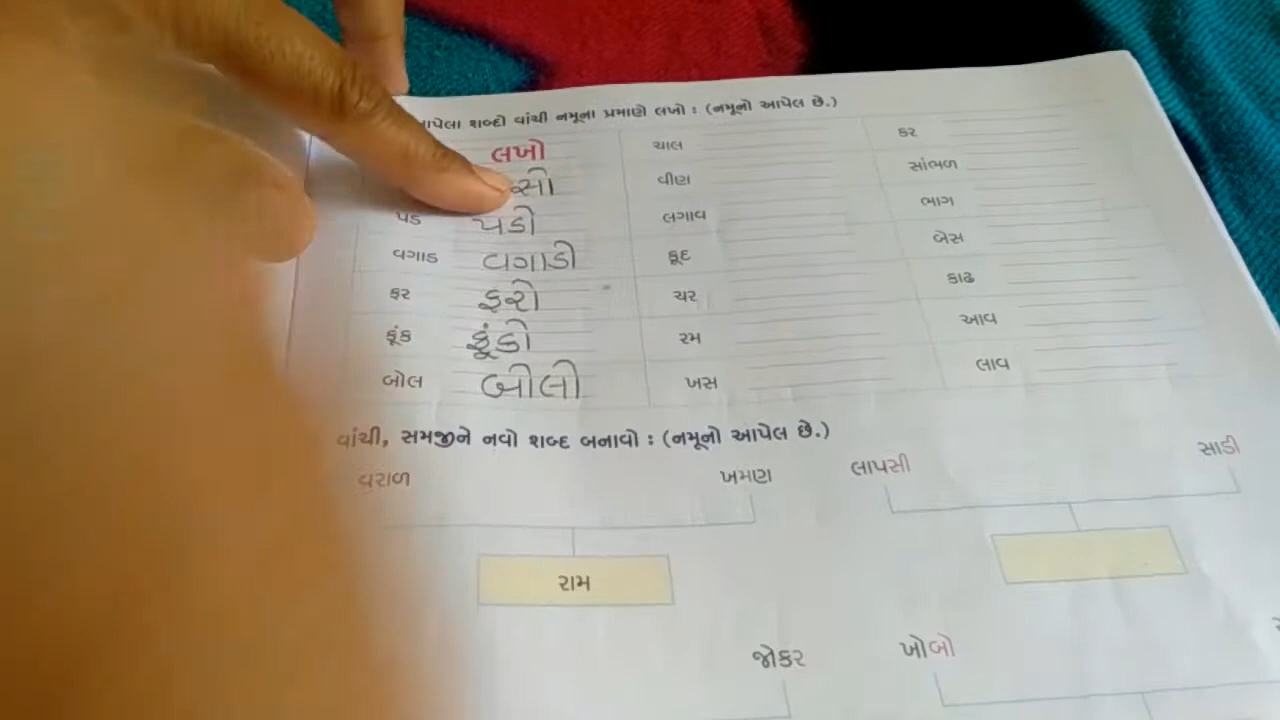 આપેલા શબ્દો વાંચી નમૂના પ્રમાણે લખો : (નમૂનો આપેલ છે.)
લખો ચાલ કર
વીણ સાંભળ
પડ પડો લગાવ ભાગ
વગાડ વગાડો કૂદ બેસ
ફર ફરો ચર કાઢ
ફૂંક ફૂંકો રમ આવ
બોલ બોલો ખસ લાવ
વાંચી, સમજીને નવો શબ્દ બનાવો : (નમૂનો આપેલ છે.)
વરાળ ખમણ લાપસી સાડી
રામ
જોકર ખોબો